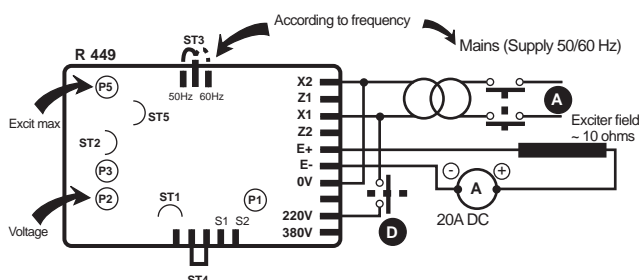 According to frequency
ST3
Mains (Supply 50/60 Hz)
R 449
P5
50Hz 60Hz
X2
Z1
A
Excit max
ST5
X1
Exciter field
~ 10 ohms
ST2
Z2
E+
P3
E-
- A +
P2
0V
ST1
P1
20A DC
S1 S2
220V
D
Voltage
380V
ST4